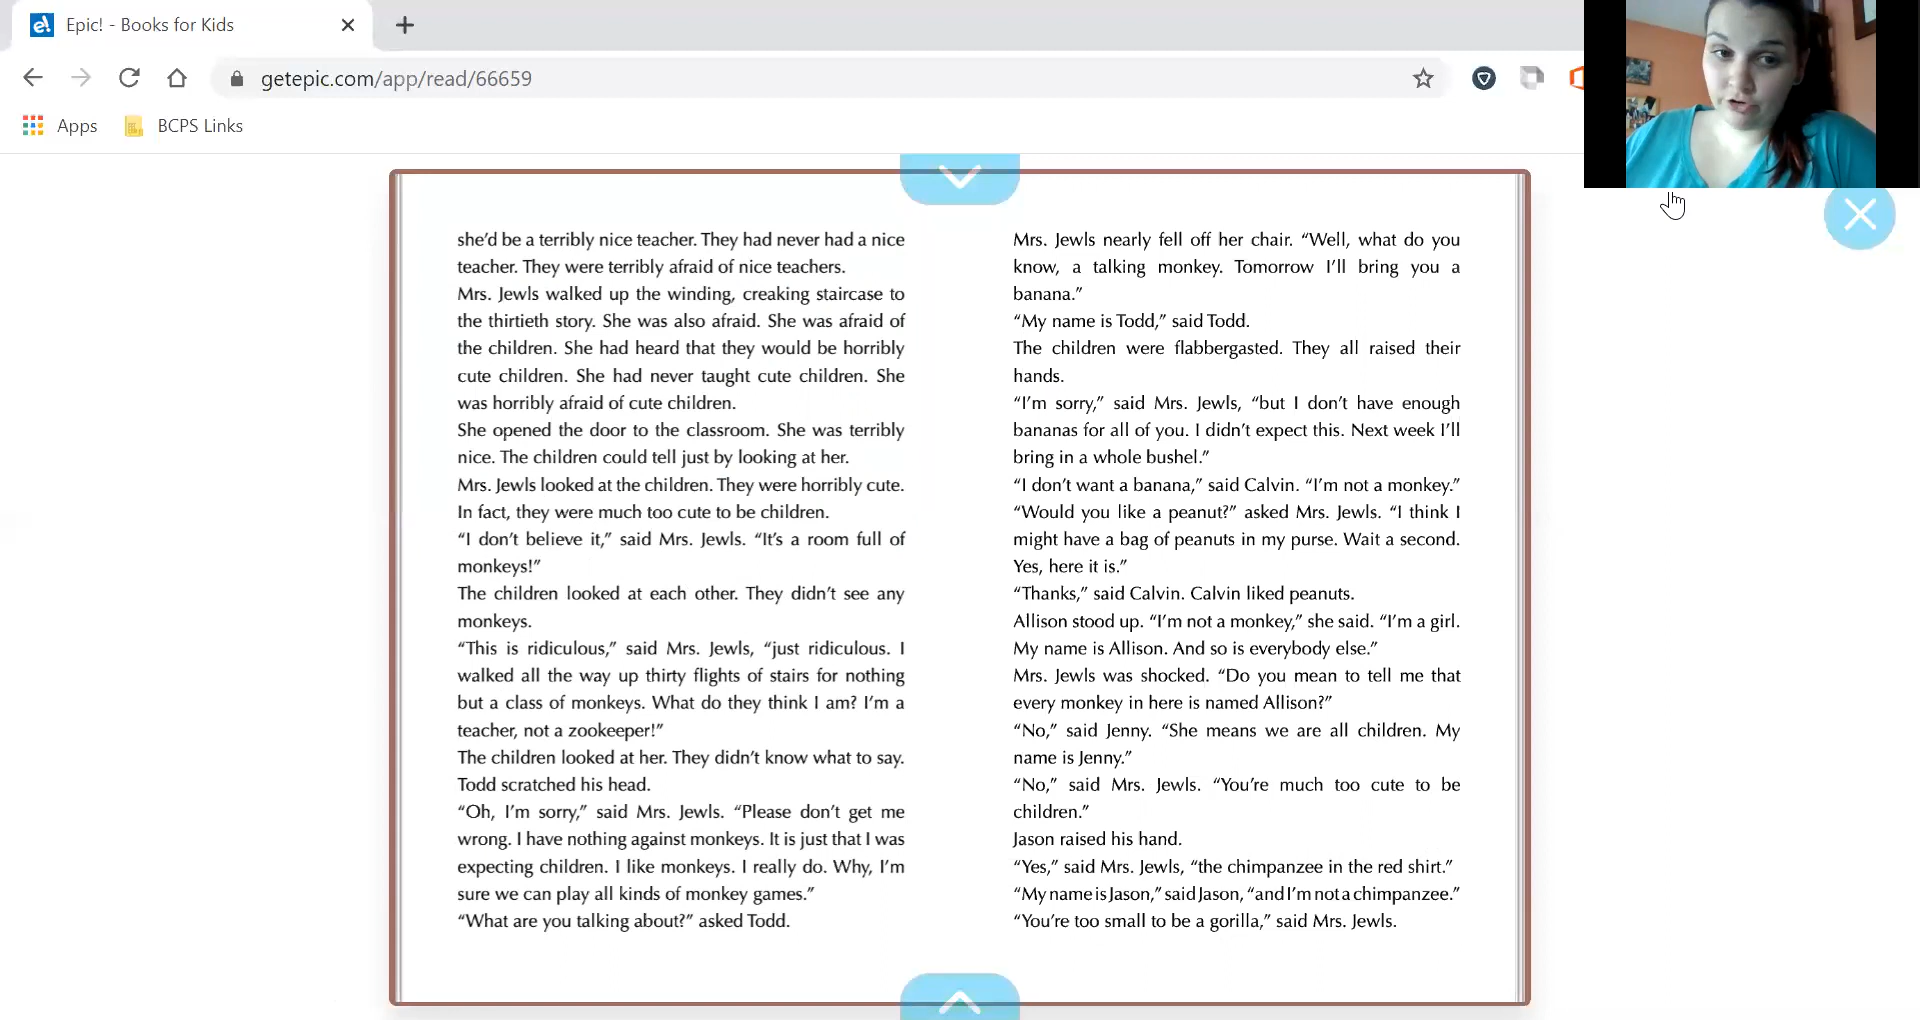 Epic! - Books for Kids
getepic.com/app/read/66659
Apps
BCPS Links
she’d be a terribly nice teacher. They had never had a nice
teacher. They were terribly afraid of nice teachers.
Mrs. Jewls walked up the winding, creaking staircase to
the thirtieth story. She was also afraid. She was afraid of
the children. She had heard that they would be horribly
cute children. She had never taught cute children. She
was horribly afraid of cute children.
She opened the door to the classroom. She was terribly
nice. The children could tell just by looking at her.
Mrs. Jewls looked at the children. They were horribly cute.
In fact, they were much too cute to be children.
“I don’t believe it,” said Mrs. Jewls. “It’s a room full of
monkeys!”
The children looked at each other. They didn’t see any
monkeys.
“This is ridiculous,” said Mrs. Jewls, “just ridiculous. I
walked all the way up thirty flights of stairs for nothing
but a class of monkeys. What do they think I am? I’m a
teacher, not a zookeeper!”
The children looked at her. They didn’t know what to say.
Todd scratched his head.
“Oh, I’m sorry,” said Mrs. Jewls. “Please don’t get me
wrong. I have nothing against monkeys. It is just that I was
expecting children. I like monkeys. I really do. Why, I’m
sure we can play all kinds of monkey games.”
“What are you talking about?” asked Todd.
Mrs. Jewls nearly fell off her chair. “Well, what do you
know, a talking monkey. Tomorrow I’ll bring you a
banana.”
“My name is Todd,” said Todd.
The children were flabbergasted. They all raised their
hands.
“I’m sorry,” said Mrs. Jewls, “but I don’t have enough
bananas for all of you. I didn’t expect this. Next week I’ll
bring in a whole bushel.”
“I don’t want a banana,” said Calvin. “I’m not a monkey.”
“Would you like a peanut?” asked Mrs. Jewls. “I think I
might have a bag of peanuts in my purse. Wait a second.
Yes, here it is.”
“Thanks,” said Calvin. Calvin liked peanuts.
Allison stood up. “I’m not a monkey,” she said. “I’m a girl.
My name is Allison. And so is everybody else.”
Mrs. Jewls was shocked. “Do you mean to tell me that
every monkey in here is named Allison?”
“No,” said Jenny. “She means we are all children. My
name is Jenny.”
“No,” said Mrs. Jewls. “You’re much too cute to be
children.”
Jason raised his hand.
“Yes,” said Mrs. Jewls, “the chimpanzee in the red shirt.”
“My name is Jason,” said Jason, “and I’m not a chimpanzee.”
“You’re too small to be a gorilla,” said Mrs. Jewls.